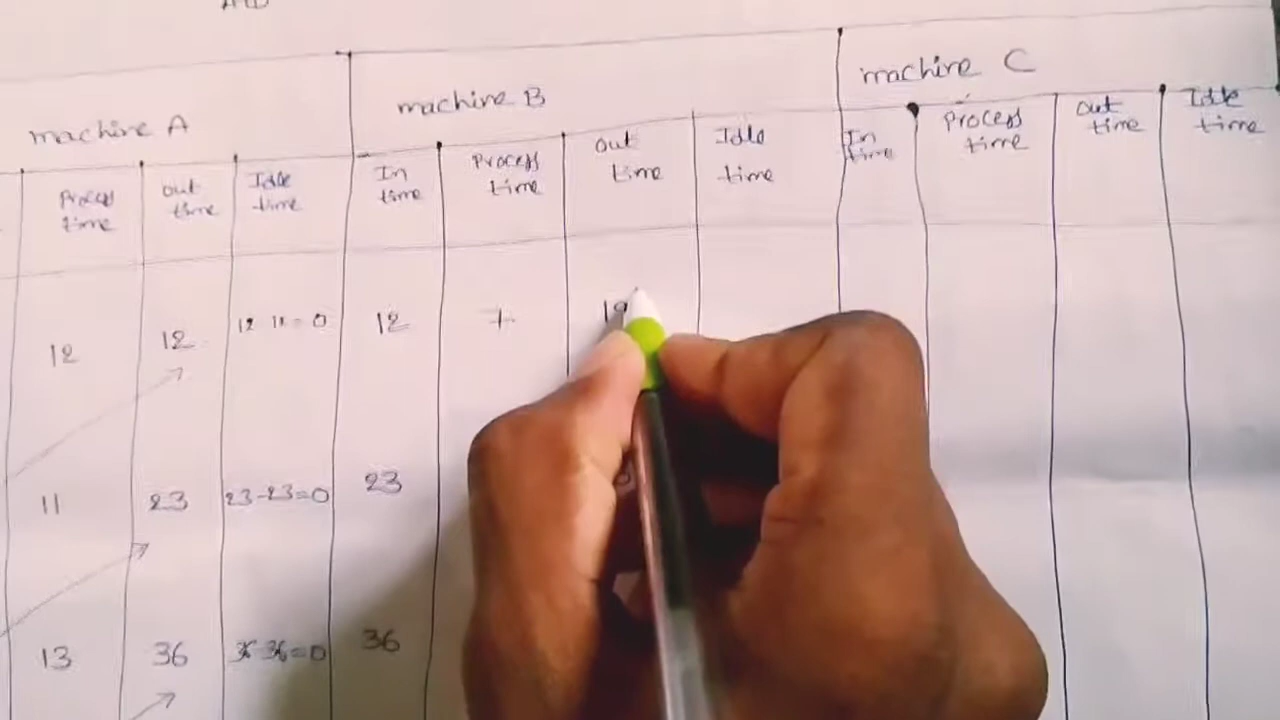 machine A machine B machine C
Process time out time Idle time In time Process time out time Idle time In time Process time out time Idle time
12 12 = 0 12 19
12 12
11 23 23-23=0 23
13 36 36-36=0 36